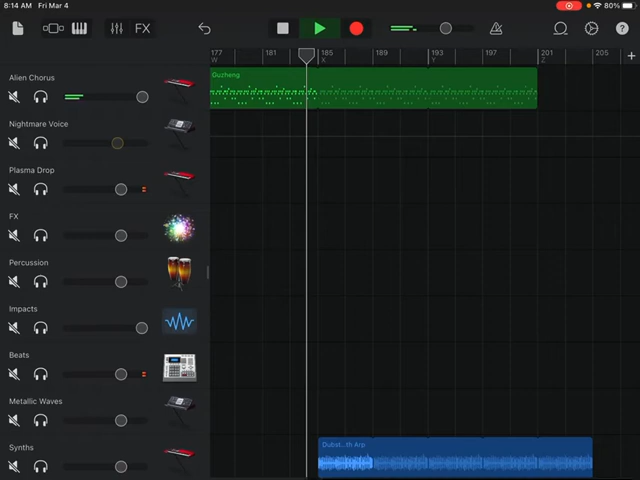 8:14 AM Fri Mar 4
80%
FX
?
177 181 185 189 193 197 201 205
W X Y Z
+
Alien Chorus
Guzheng
Nightmare Voice
Plasma Drop
FX
Percussion
Impacts
Beats
Metallic Waves
Synths
Dubst...th Arp